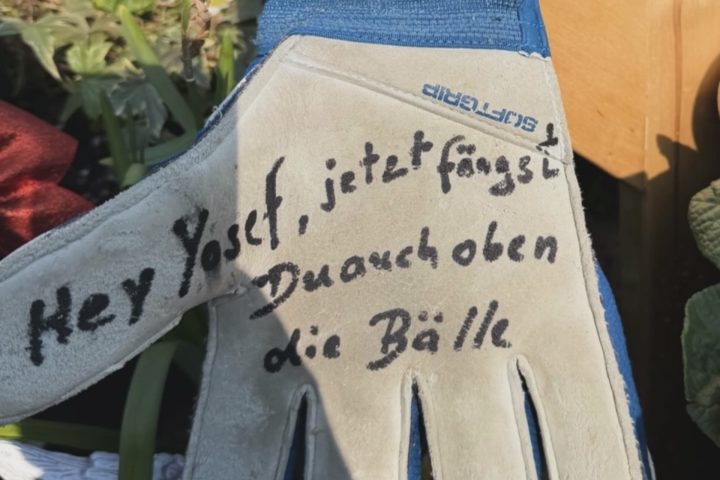 SOFTGRIP
Hey Yosef, jetzt fängst
Du auch oben
die Bälle